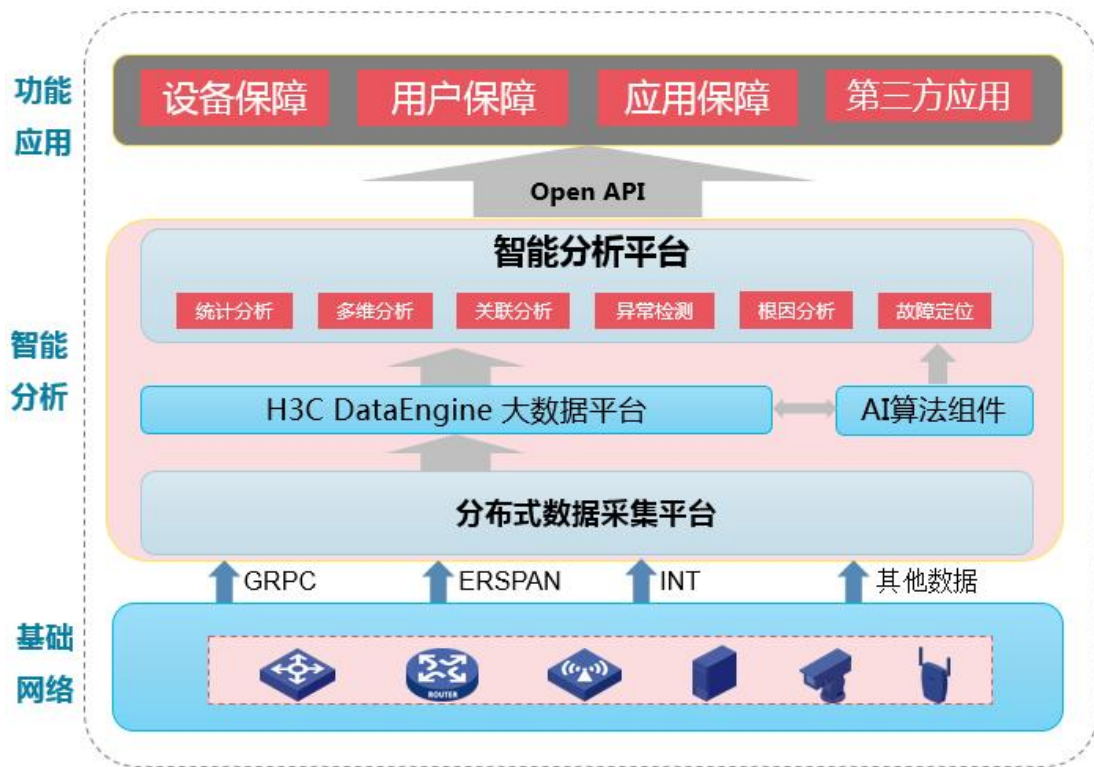 功能
应用
设备保障
用户保障
应用保障
第三方应用
Open API
智能
分析
智能分析平台
统计分析
多维分析
关联分析
异常检测
根因分析
故障定位
H3C DataEngine 大数据平台
AI算法组件
分布式数据采集平台
GRPC
ERSPAN
INT
其他数据
基础
网络
ROUTER